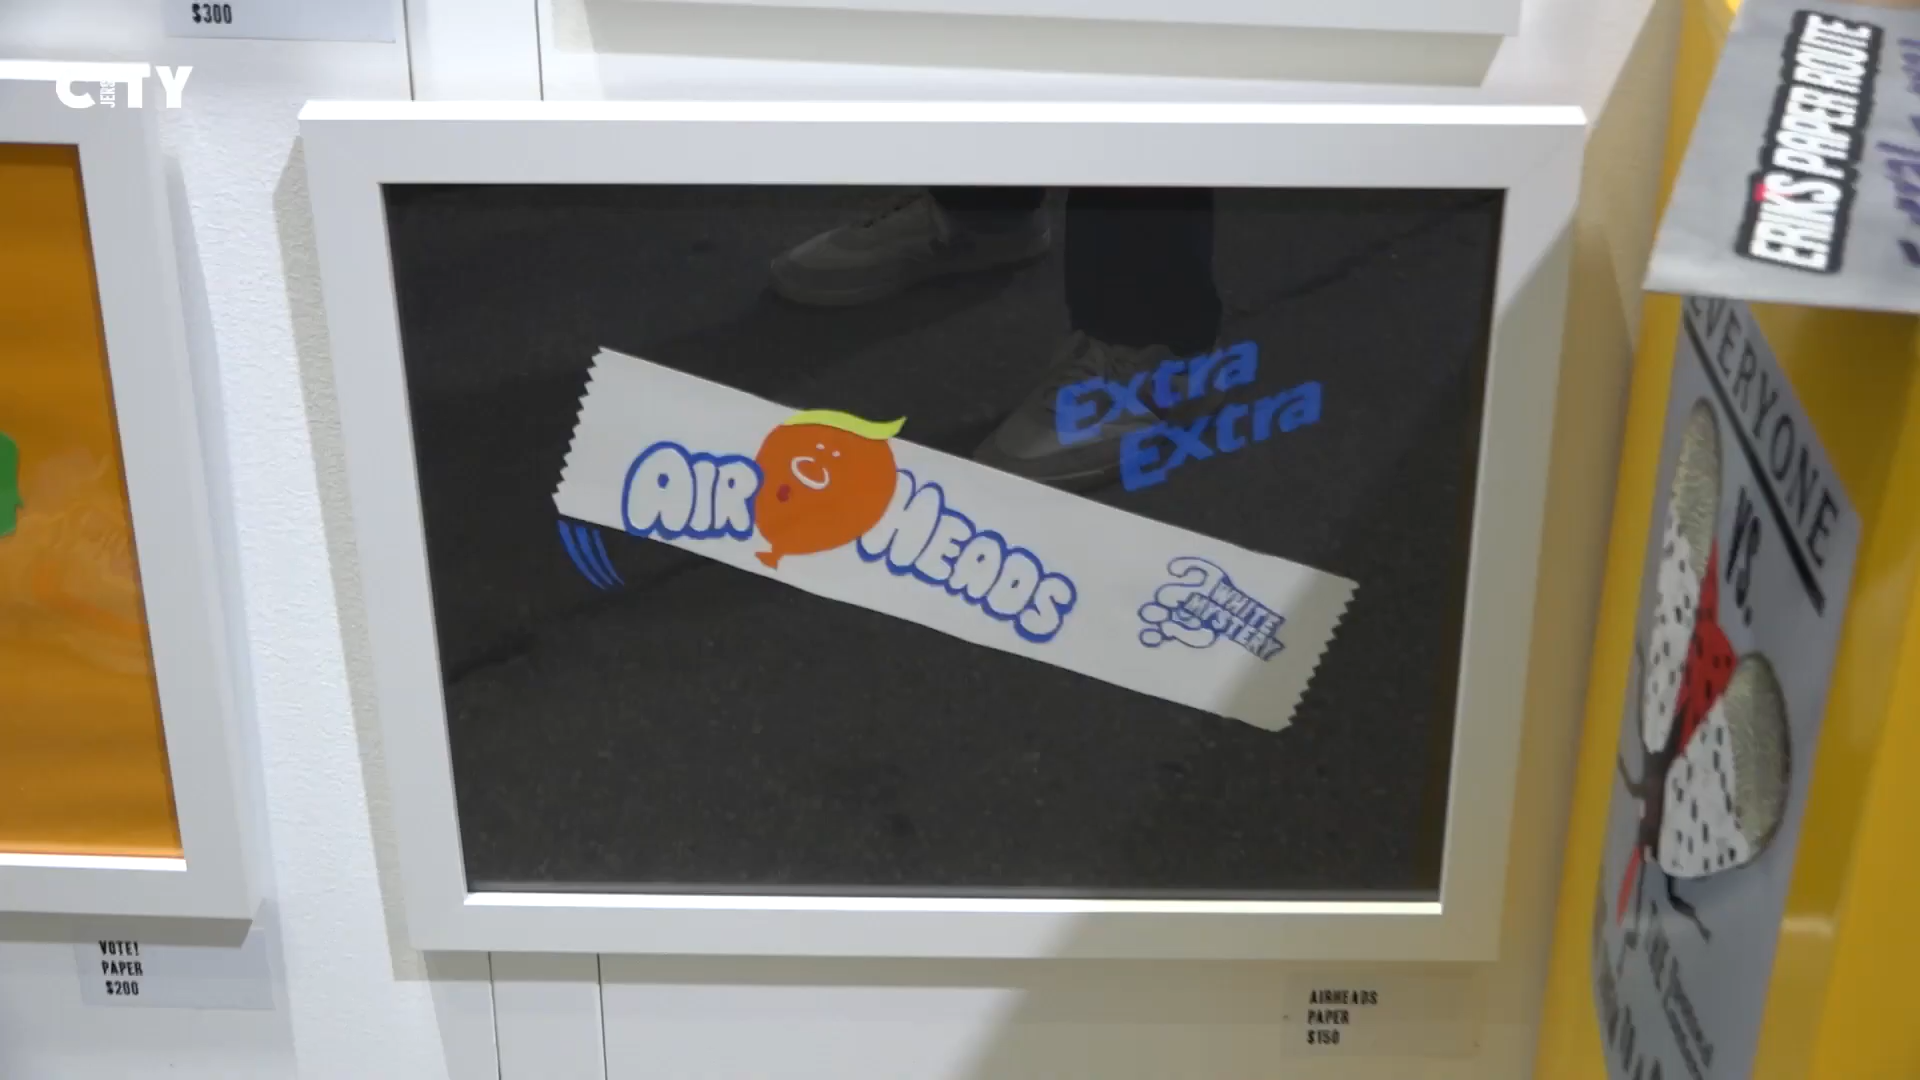 $300
CITY
JERS
ERIK'S PAPER ROUTE
Extra
Extra
AIR HEADS
WHITE
MYSTERY
EVERYONE
VS.
VOTE!
PAPER
$200
AIRHEADS
PAPER
$150